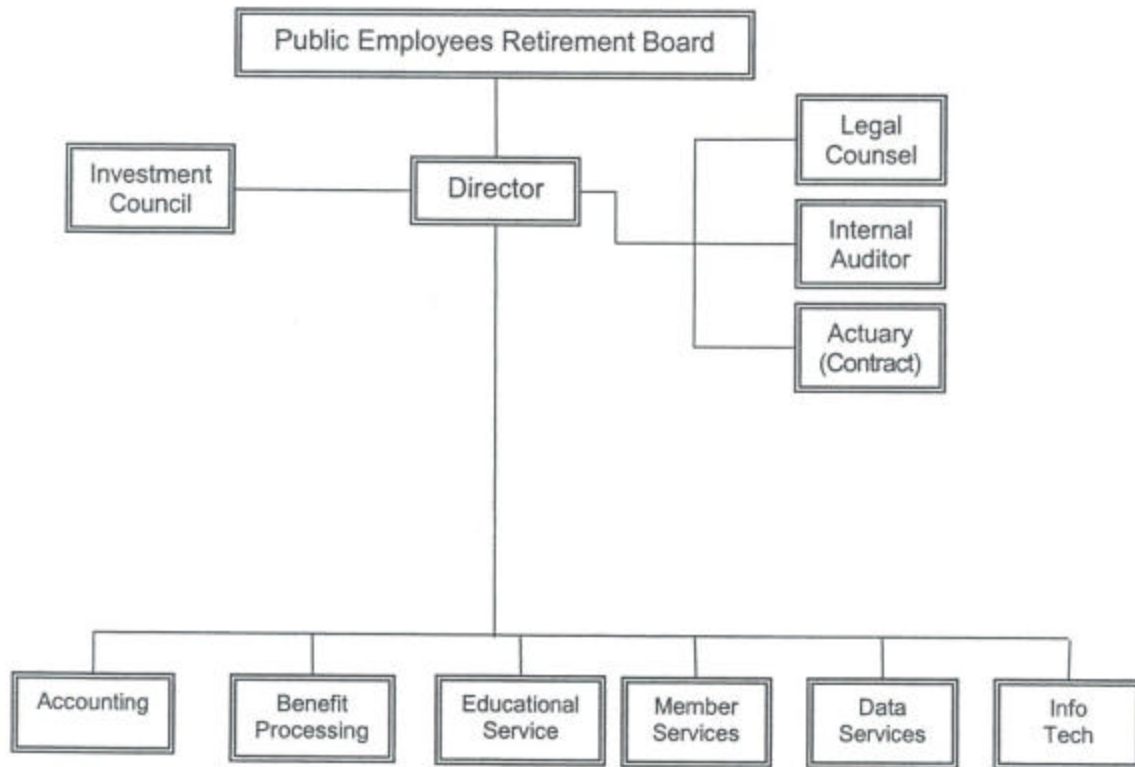 Public Employees Retirement Board
Legal
Counsel
Investment
Council
Director
Internal
Auditor
Actuary
(Contract)
Accounting
Benefit
Processing
Educational
Service
Member
Services
Data
Services
Info
Tech